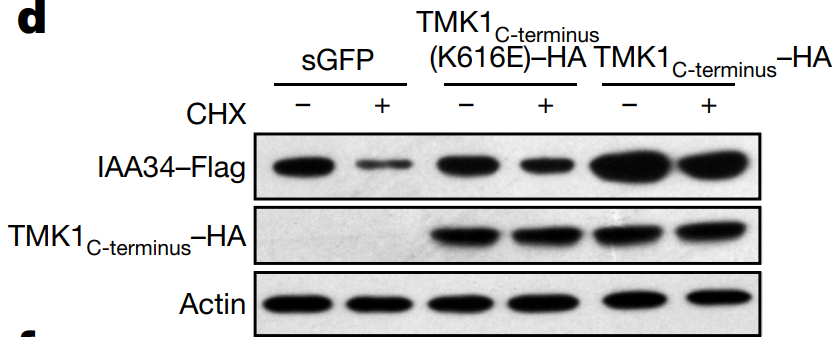 d
TMK1C-terminus
sGFP (K616E)–HA TMK1C-terminus–HA
CHX – + – + – +
IAA34–Flag
TMK1C-terminus–HA
Actin